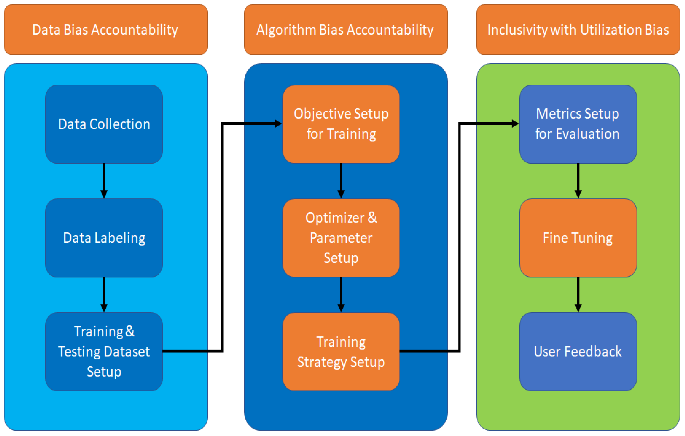 Data Bias Accountability
Algorithm Bias Accountability
Inclusivity with Utilization Bias
Data Collection
Data Labeling
Training &
Testing Dataset
Setup
Objective Setup
for Training
Optimizer &
Parameter
Setup
Training
Strategy Setup
Metrics Setup
for Evaluation
Fine Tuning
User Feedback